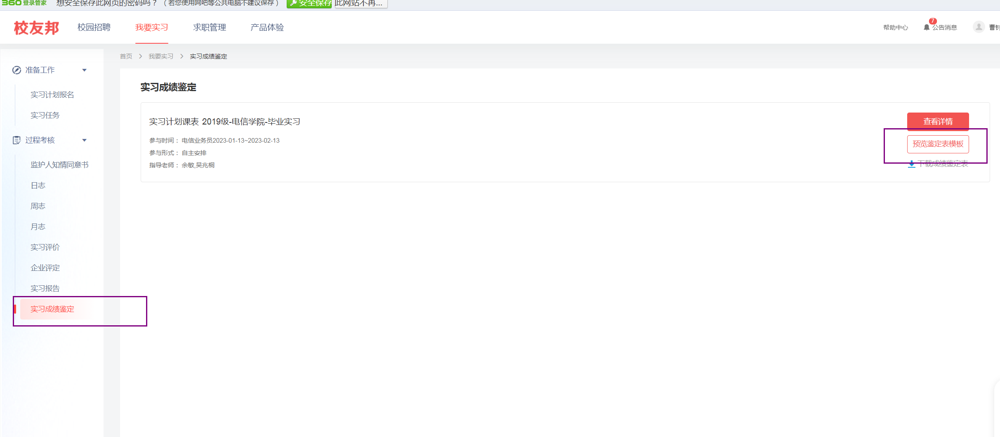 360登录管家 想安全保存此网页的密码吗？（若您使用网吧等公共电脑不建议保存） 安全保存 此网站不再...
校友邦 校园招聘 我要实习 求职管理 产品体验 帮助中心 7 公告消息 曹钊
首页 > 我要实习 > 实习成绩鉴定
准备工作
实习计划报名
实习任务
过程考核
监护人知情同意书
日志
周志
月志
实习评价
企业评定
实习报告
实习成绩鉴定
实习成绩鉴定
实习计划课表 2019级-电信学院-毕业实习
参与时间： 电信业务员2023-01-13~2023-02-13
参与形式： 自主安排
指导老师： 余敏,吴兆桐
查看详情
预览鉴定表模板
下载成绩鉴定表